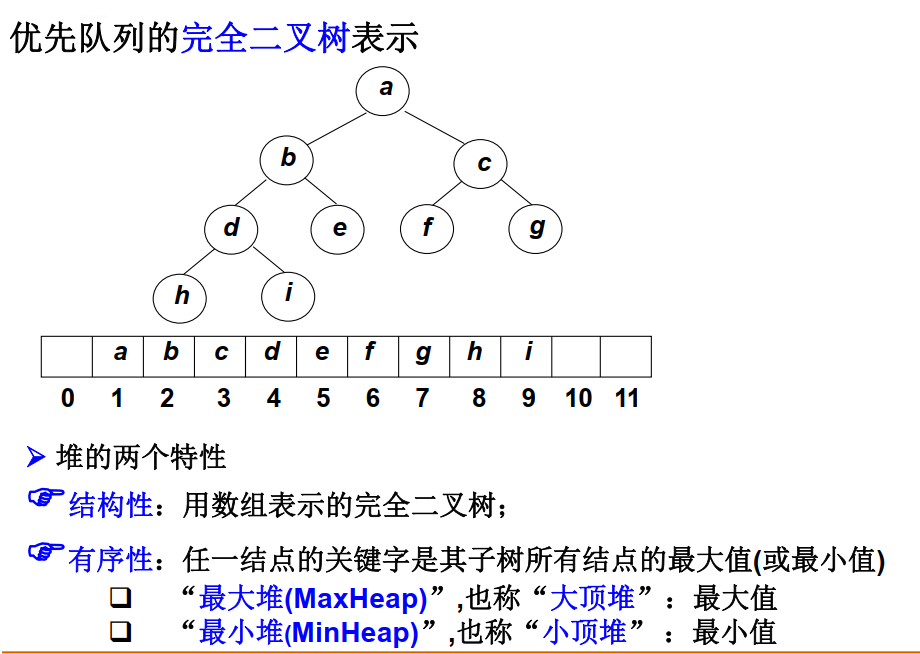 优先队列的完全二叉树表示
a
b
c
d
e
f
g
h
i
a b c d e f g h i
0 1 2 3 4 5 6 7 8 9 10 11
堆的两个特性
结构性：用数组表示的完全二叉树；
有序性：任一结点的关键字是其子树所有结点的最大值(或最小值)
“最大堆(MaxHeap)”,也称“大顶堆”：最大值
“最小堆(MinHeap)”,也称“小顶堆” ：最小值